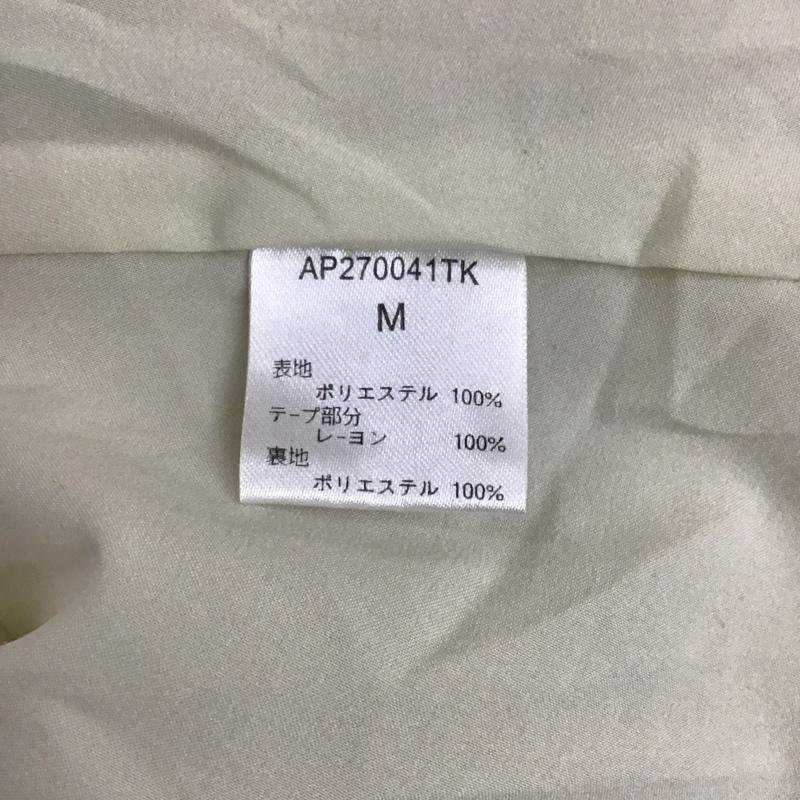 AP270041TK
M
表地
ポリエステル 100%
テープ部分
レーヨン 100%
裏地
ポリエステル 100%